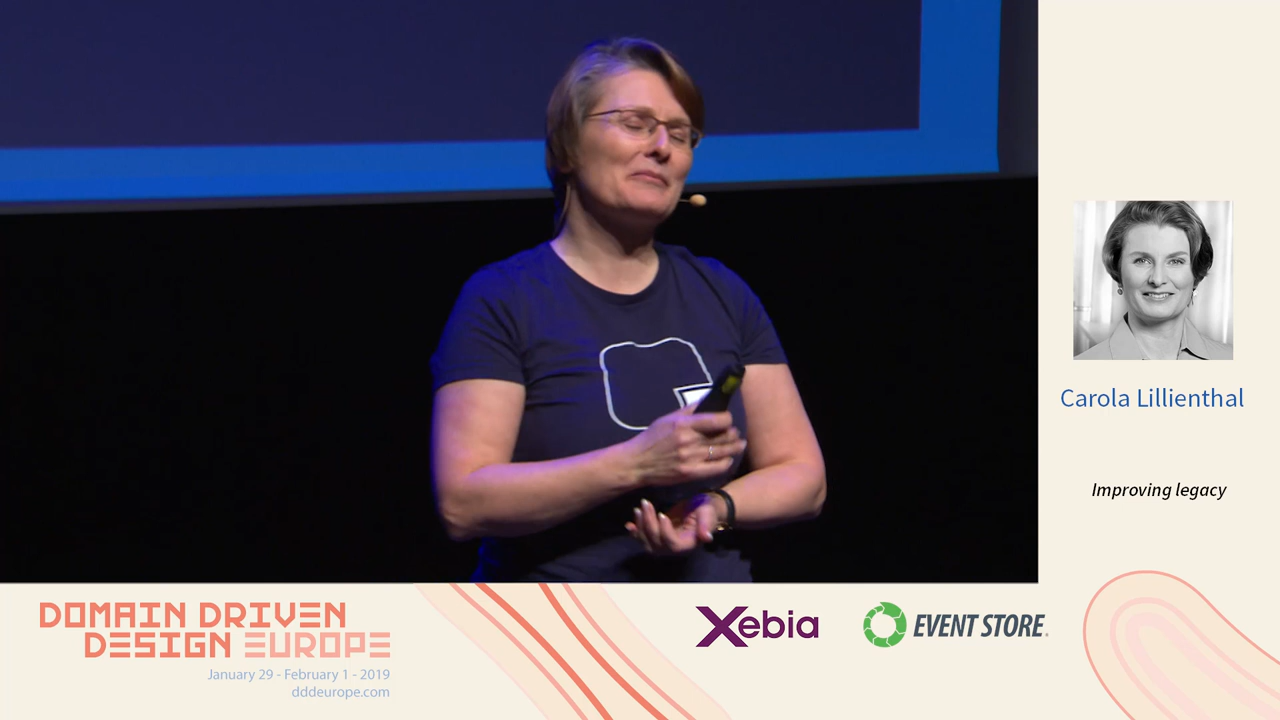 Carola Lillienthal
Improving legacy
DOMAIN DRIVEN
DESIGN EUROPE
January 29 - February 1 - 2019
dddeurope.com
Xebia
EVENT STORE.